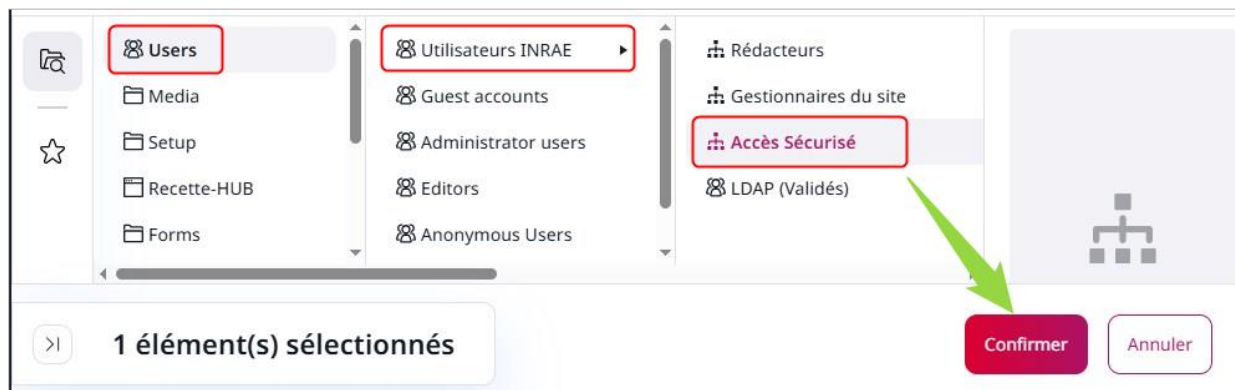 Users
Media
Setup
Recette-HUB
Forms
Utilisateurs INRAE
Guest accounts
Administrator users
Editors
Anonymous Users
Rédacteurs
Gestionnaires du site
Accès Sécurisé
LDAP (Validés)
1 élément(s) sélectionnés
Confirmer
Annuler